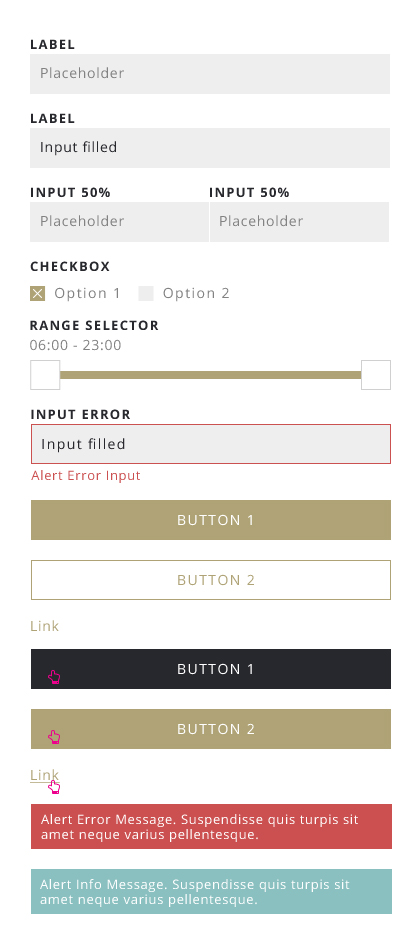 LABEL
Placeholder
LABEL
Input filled
INPUT 50% INPUT 50%
Placeholder Placeholder
CHECKBOX
Option 1 Option 2
RANGE SELECTOR
06:00 - 23:00
INPUT ERROR
Input filled
Alert Error Input
BUTTON 1
BUTTON 2
Link
BUTTON 1
BUTTON 2
Link
Alert Error Message. Suspendisse quis turpis sit
amet neque varius pellentesque.
Alert Info Message. Suspendisse quis turpis sit
amet neque varius pellentesque.